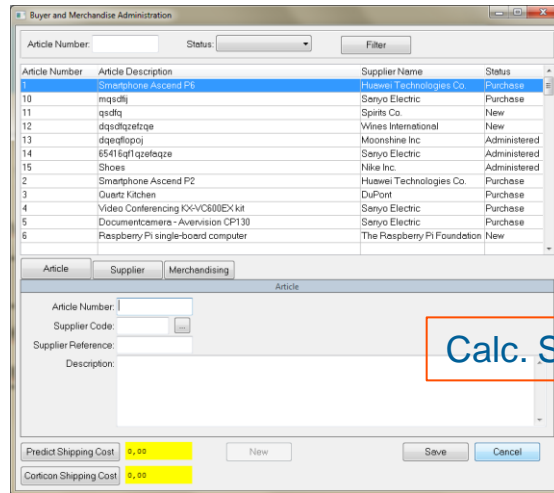 Buyer and Merchandise Administration
Article Number: Status: Filter
Article Number Article Description Supplier Name Status
1 Smartphone Ascend P6 Huawei Technologies Co. Purchase
10 mqsdfij Sanyo Electric Purchase
11 qsdfq Spirits Co. New
12 dqsdfqzefzqe Wines International New
13 dqeqflopoj Moonshine Inc Administered
14 65416qf1qzefaqze Sanyo Electric Administered
15 Shoes Nike Inc. Administered
2 Smartphone Ascend P2 Huawei Technologies Co. Purchase
3 Quartz Kitchen DuPont Purchase
4 Video Conferencing KX-VC600EX kit Sanyo Electric Purchase
5 Documentcamera - Avervision CP130 Sanyo Electric Purchase
6 Raspberry Pi single-board computer The Raspberry Pi Foundation New
Article Supplier Merchandising
Article
Article Number:
Supplier Code: ...
Supplier Reference:
Description:
Calc. S
Predict Shipping Cost 0,00 New Save Cancel
Corticon Shipping Cost 0,00